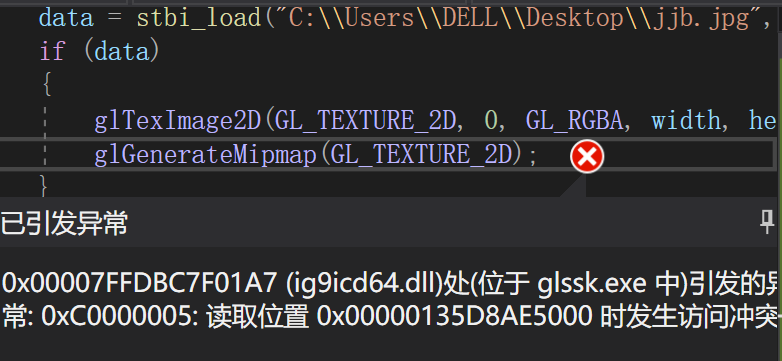 data = stbi_load("C:\\Users\\DELL\\Desktop\\jjb.jpg",
if (data)
{
glTexImage2D(GL_TEXTURE_2D, 0, GL_RGBA, width, he
glGenerateMipmap(GL_TEXTURE_2D);
}
已引发异常
0x00007FFDBC7F01A7 (ig9icd64.dll)处(位于 glssk.exe 中)引发的异
常: 0xC0000005: 读取位置 0x00000135D8AE5000 时发生访问冲突